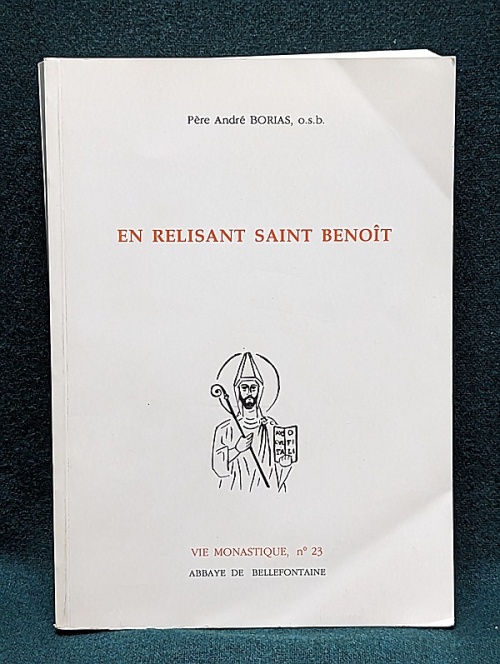 Père André BORIAS, o.s.b.
EN RELISANT SAINT BENOÎT
VIE MONASTIQUE, n° 23
ABBAYE DE BELLEFONTAINE